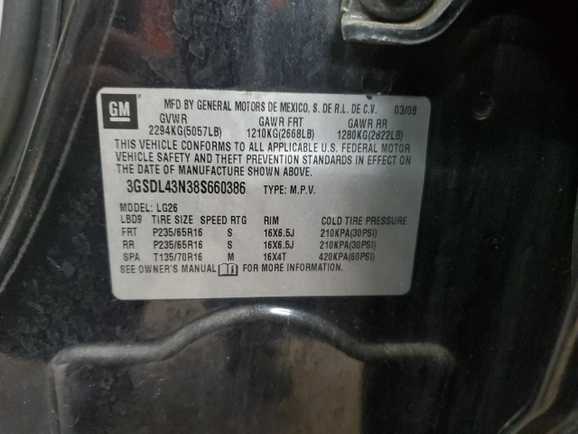 GM
MFD BY GENERAL MOTORS DE MEXICO, S. DE R.L. DE C.V. 03/08
GVWR GAWR FRT GAWR RR
2294KG(5057LB) 1210KG(2668LB) 1280KG(2822LB)
THIS VEHICLE CONFORMS TO ALL APPLICABLE U.S. FEDERAL MOTOR
VEHICLE SAFETY AND THEFT PREVENTION STANDARDS IN EFFECT ON
THE DATE OF MANUFACTURE SHOWN ABOVE.
3GSDL43N38S660386 TYPE: M.P.V.
MODEL: LG26
LBD9 TIRE SIZE SPEED RTG RIM COLD TIRE PRESSURE
FRT P235/65R16 S 16X6.5J 210KPA(30PSI)
RR P235/65R16 S 16X6.5J 210KPA(30PSI)
SPA T135/70R16 M 16X4T 420KPA(60PSI)
SEE OWNER'S MANUAL FOR MORE INFORMATION.